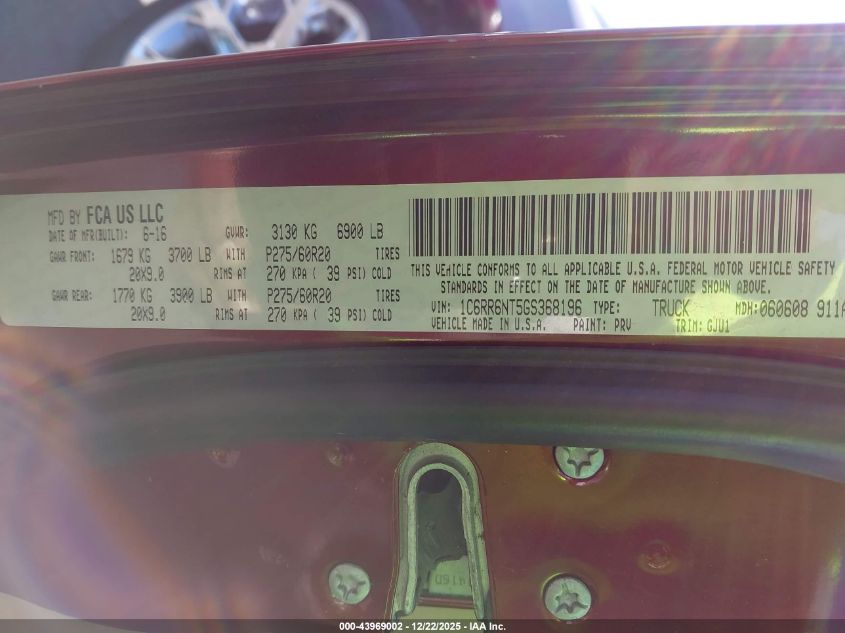 MFD BY FCA US LLC
DATE OF MFR(BUILT): 6-16 GVWR: 3130 KG 6900 LB
GAWR FRONT: 1679 KG 3700 LB WITH P275/60R20 TIRES
20X9.0 RIMS AT 270 KPA ( 39 PSI) COLD
GAWR REAR: 1770 KG 3900 LB WITH P275/60R20 TIRES
20X9.0 RIMS AT 270 KPA ( 39 PSI) COLD
THIS VEHICLE CONFORMS TO ALL APPLICABLE U.S.A. FEDERAL MOTOR VEHICLE SAFETY
STANDARDS IN EFFECT ON THE DATE OF MANUFACTURE SHOWN ABOVE.
VIN: 1C6RR6NT5GS368196 TYPE: TRUCK MDH:060608 911A
VEHICLE MADE IN U.S.A. PAINT: PRV TRIM: GJU1
000-43969002 - 12/22/2025 - IAA Inc.